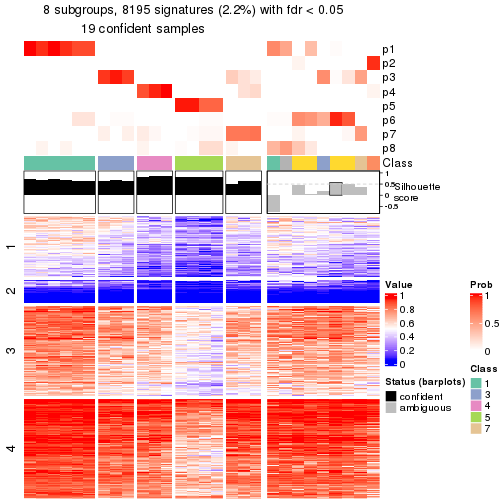 8 subgroups, 8195 signatures (2.2%) with fdr < 0.05
19 confident samples
p1
p2
p3
p4
p5
p6
p7
p8
Class
1
0.5
0
-0.5
Silhouette
score
1
2
3
4
Value
1
0.8
0.6
0.4
0.2
0
Prob
1
0.5
0
Status (barplots)
confident
ambiguous
Class
1
3
4
5
7